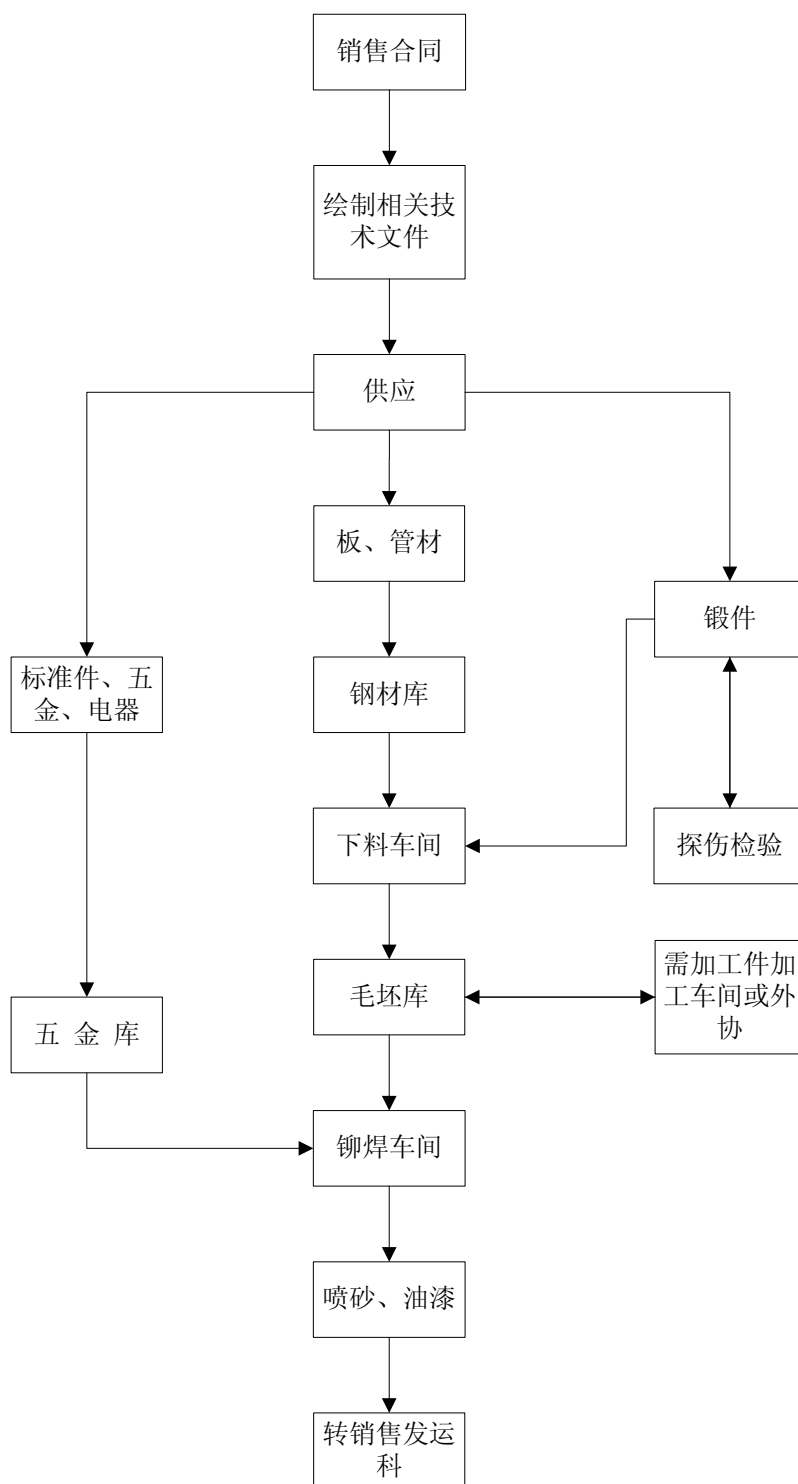 销售合同
绘制相关技
术文件
供应
板、管材
锻件
标准件、五
金、电器
钢材库
下料车间
探伤检验
需加工件加
工车间或外
协
毛坯库
五 金 库
铆焊车间
喷砂、油漆
转销售发运
科